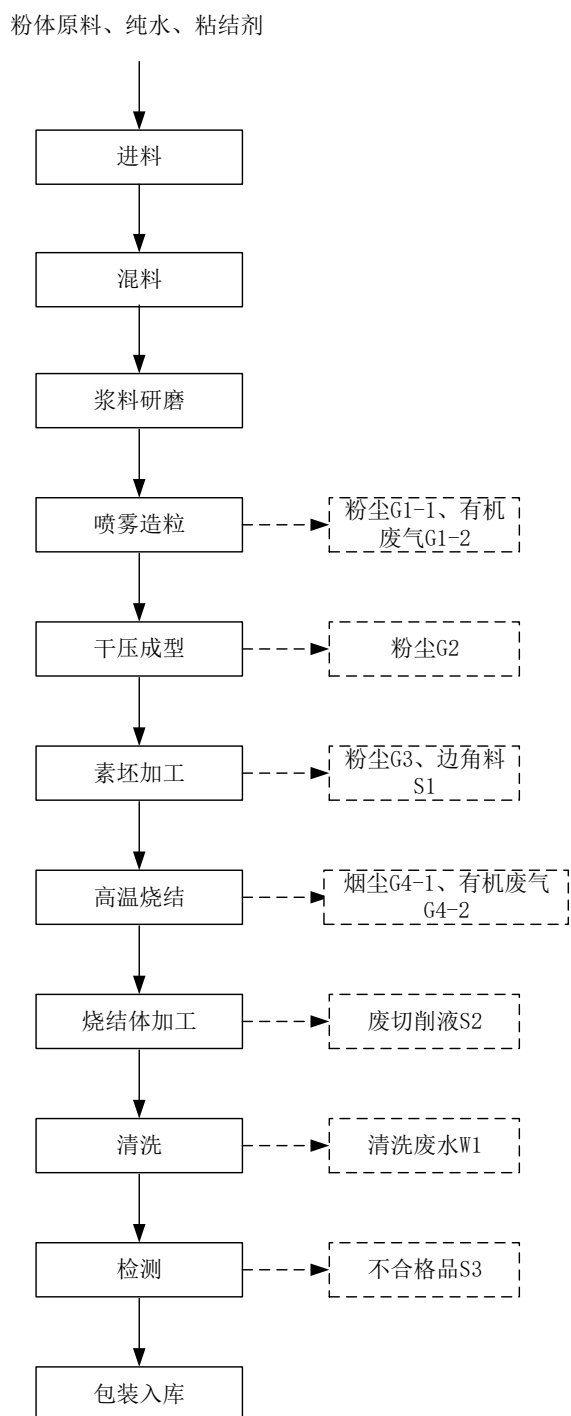 粉体原料、纯水、粘结剂
进料
混料
浆料研磨
喷雾造粒
粉尘G1-1、有机
废气G1-2
干压成型
粉尘G2
素坯加工
粉尘G3、边角料
S1
高温烧结
烟尘G4-1、有机废气
G4-2
烧结体加工
废切削液S2
清洗
清洗废水W1
检测
不合格品S3
包装入库